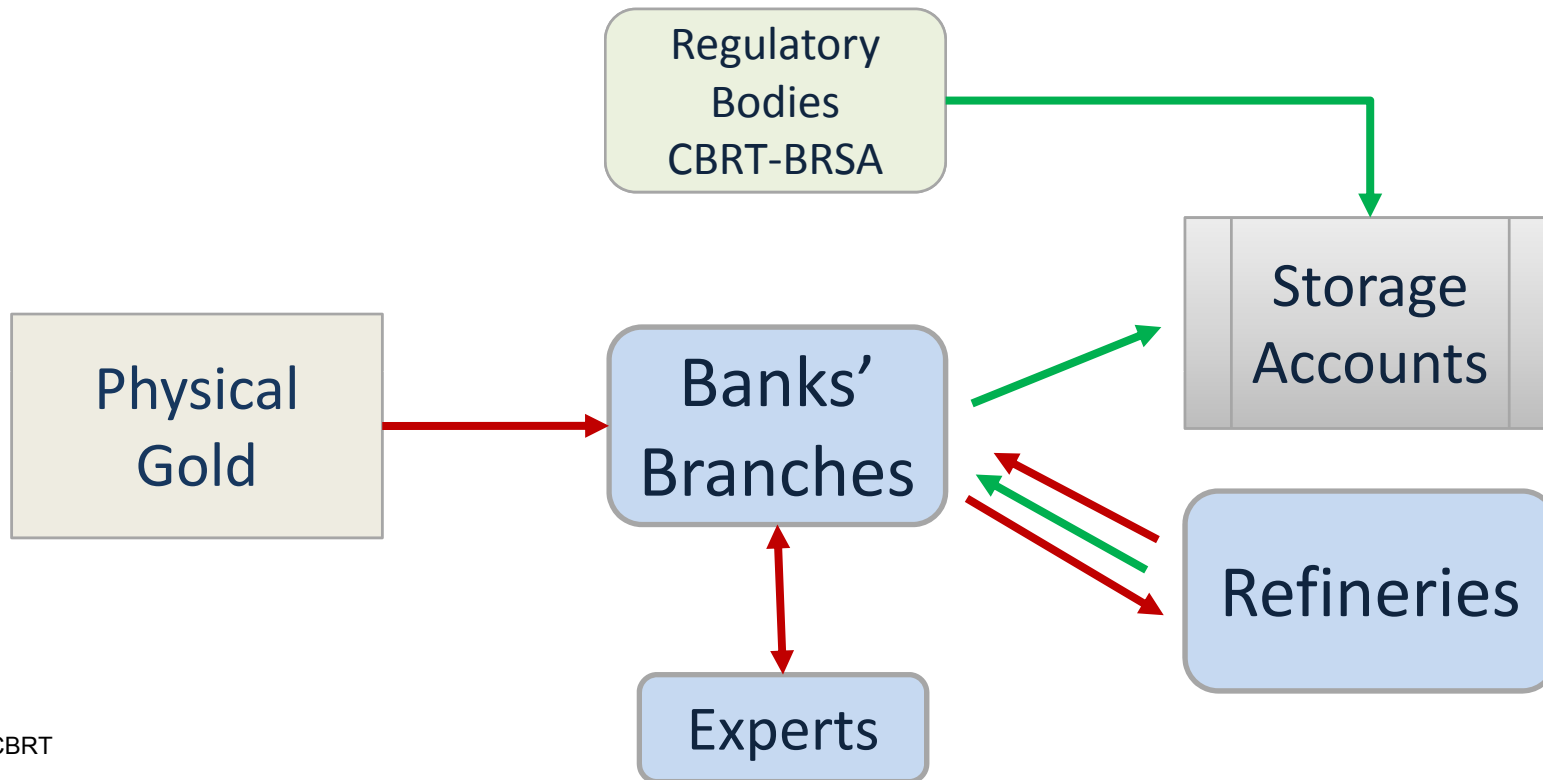 Regulatory
Bodies
CBRT-BRSA
Storage
Accounts
Physical
Gold
Banks’
Branches
Refineries
Experts
CBRT